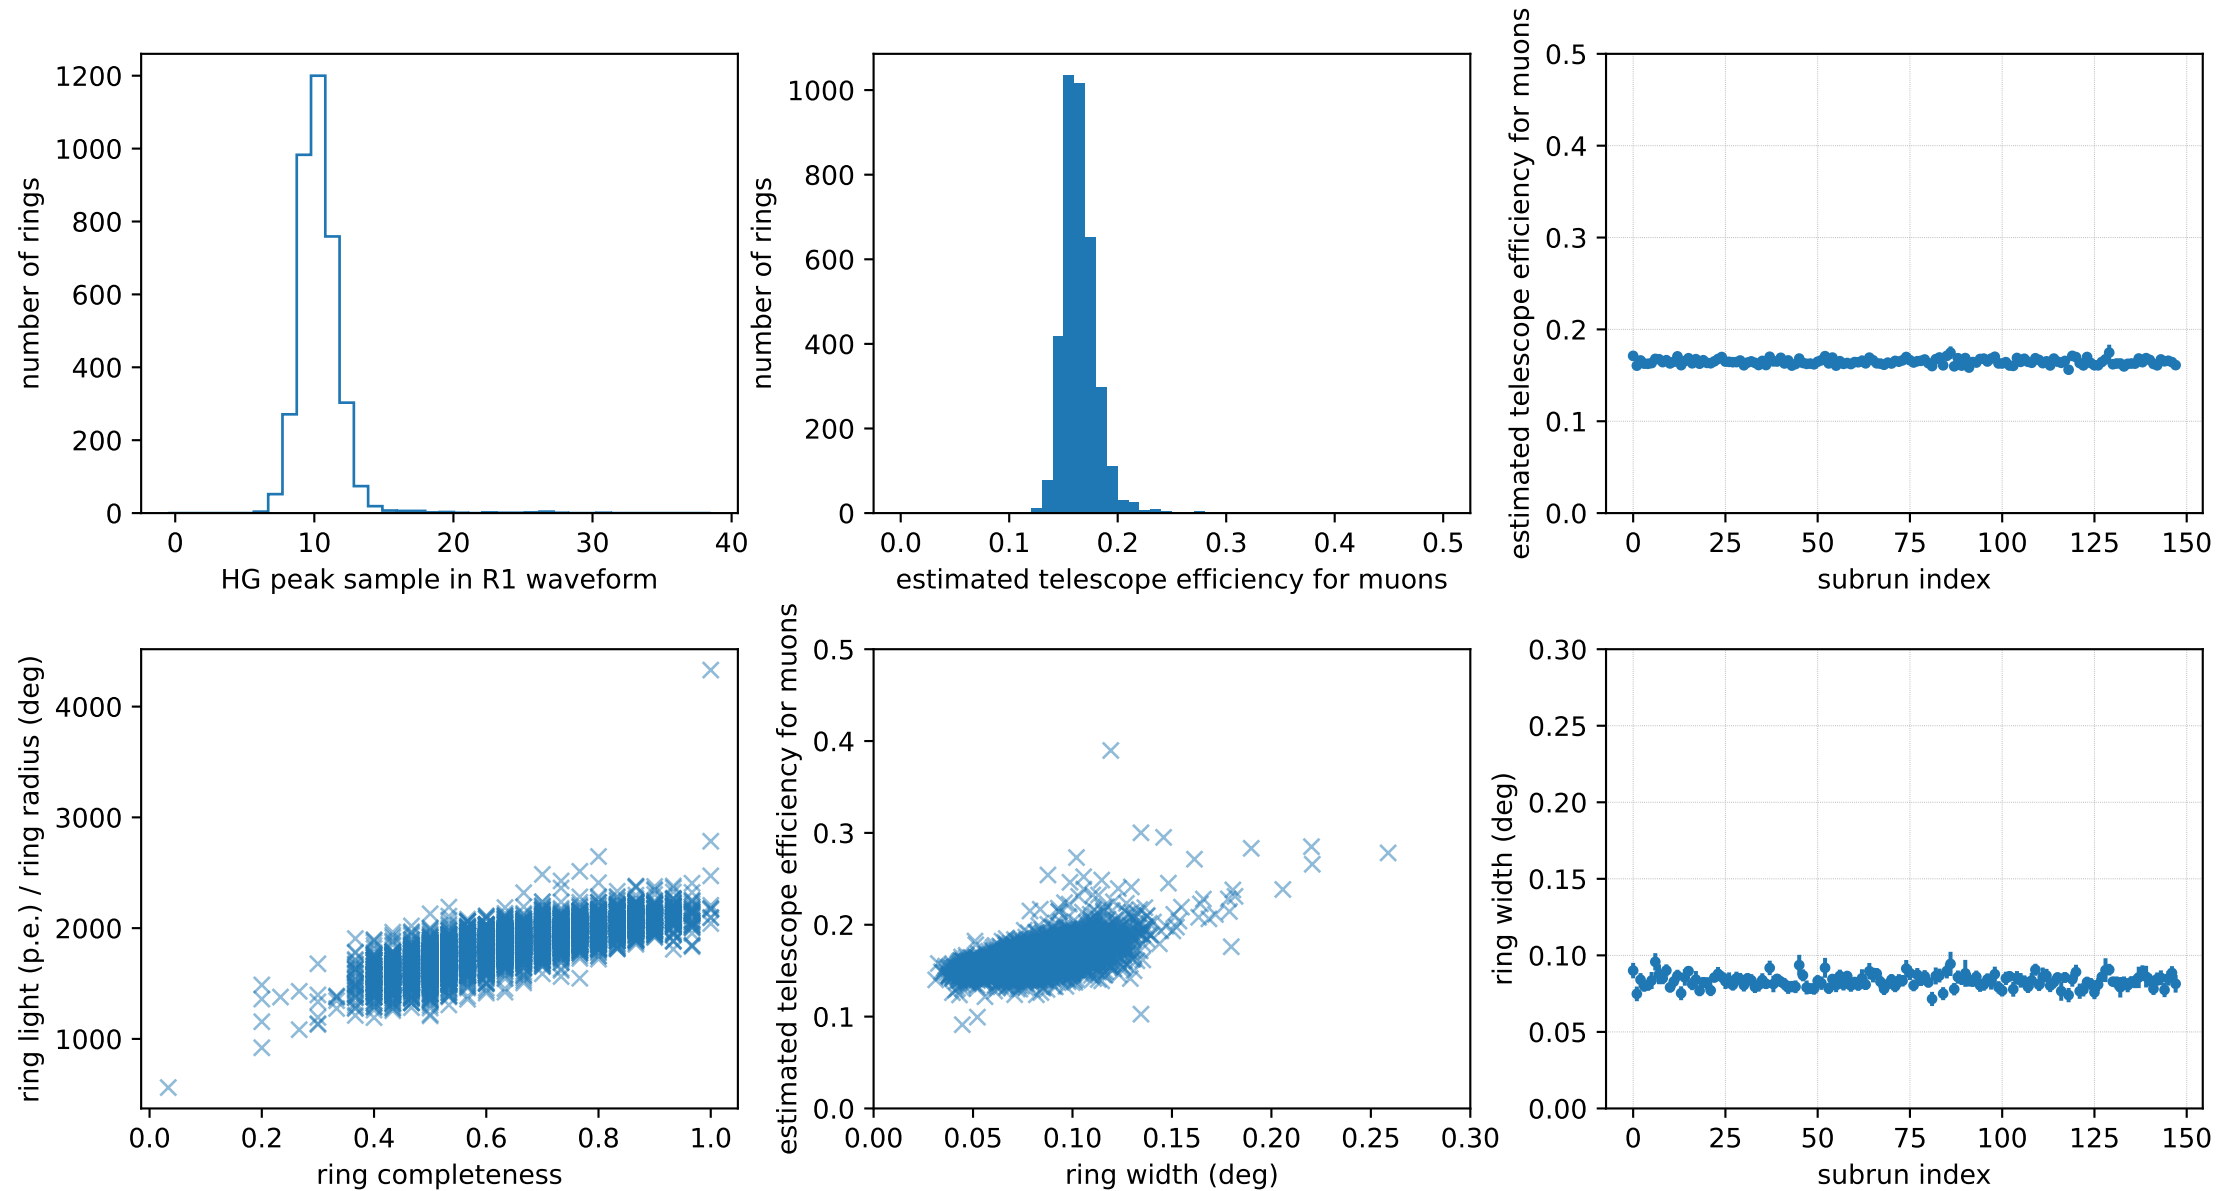 number of rings
1200
1000
800
600
400
200
0
0 10 20 30 40
HG peak sample in R1 waveform
number of rings
1000
800
600
400
200
0
0.0 0.1 0.2 0.3 0.4 0.5
estimated telescope efficiency for muons
estimated telescope efficiency for muons
0.5
0.4
0.3
0.2
0.1
0.0
0 25 50 75 100 125 150
subrun index
ring light (p.e.) / ring radius (deg)
4000
3000
2000
1000
0.0 0.2 0.4 0.6 0.8 1.0
ring completeness
estimated telescope efficiency for muons
0.5
0.4
0.3
0.2
0.1
0.0
0.00 0.05 0.10 0.15 0.20 0.25 0.30
ring width (deg)
ring width (deg)
0.30
0.25
0.20
0.15
0.10
0.05
0.00
0 25 50 75 100 125 150
subrun index